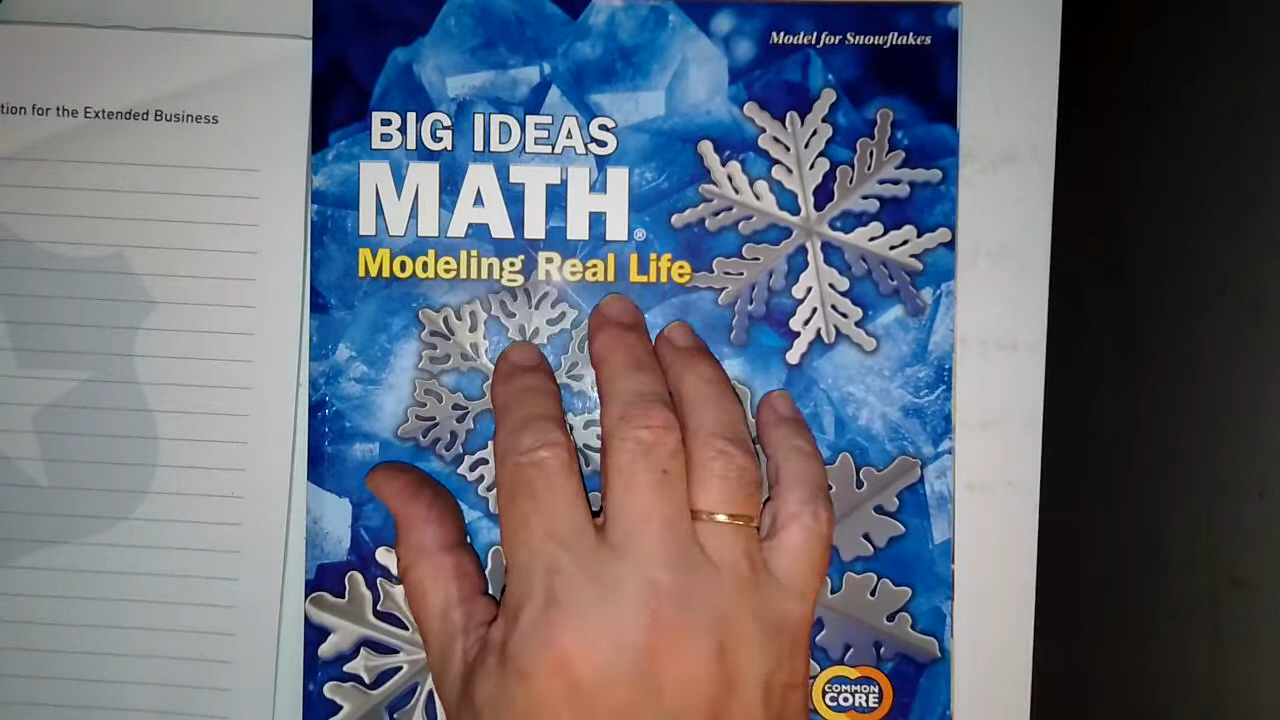 tion for the Extended Business
Model for Snowflakes
BIG IDEAS
MATH®
Modeling Real Life
COMMON
CORE